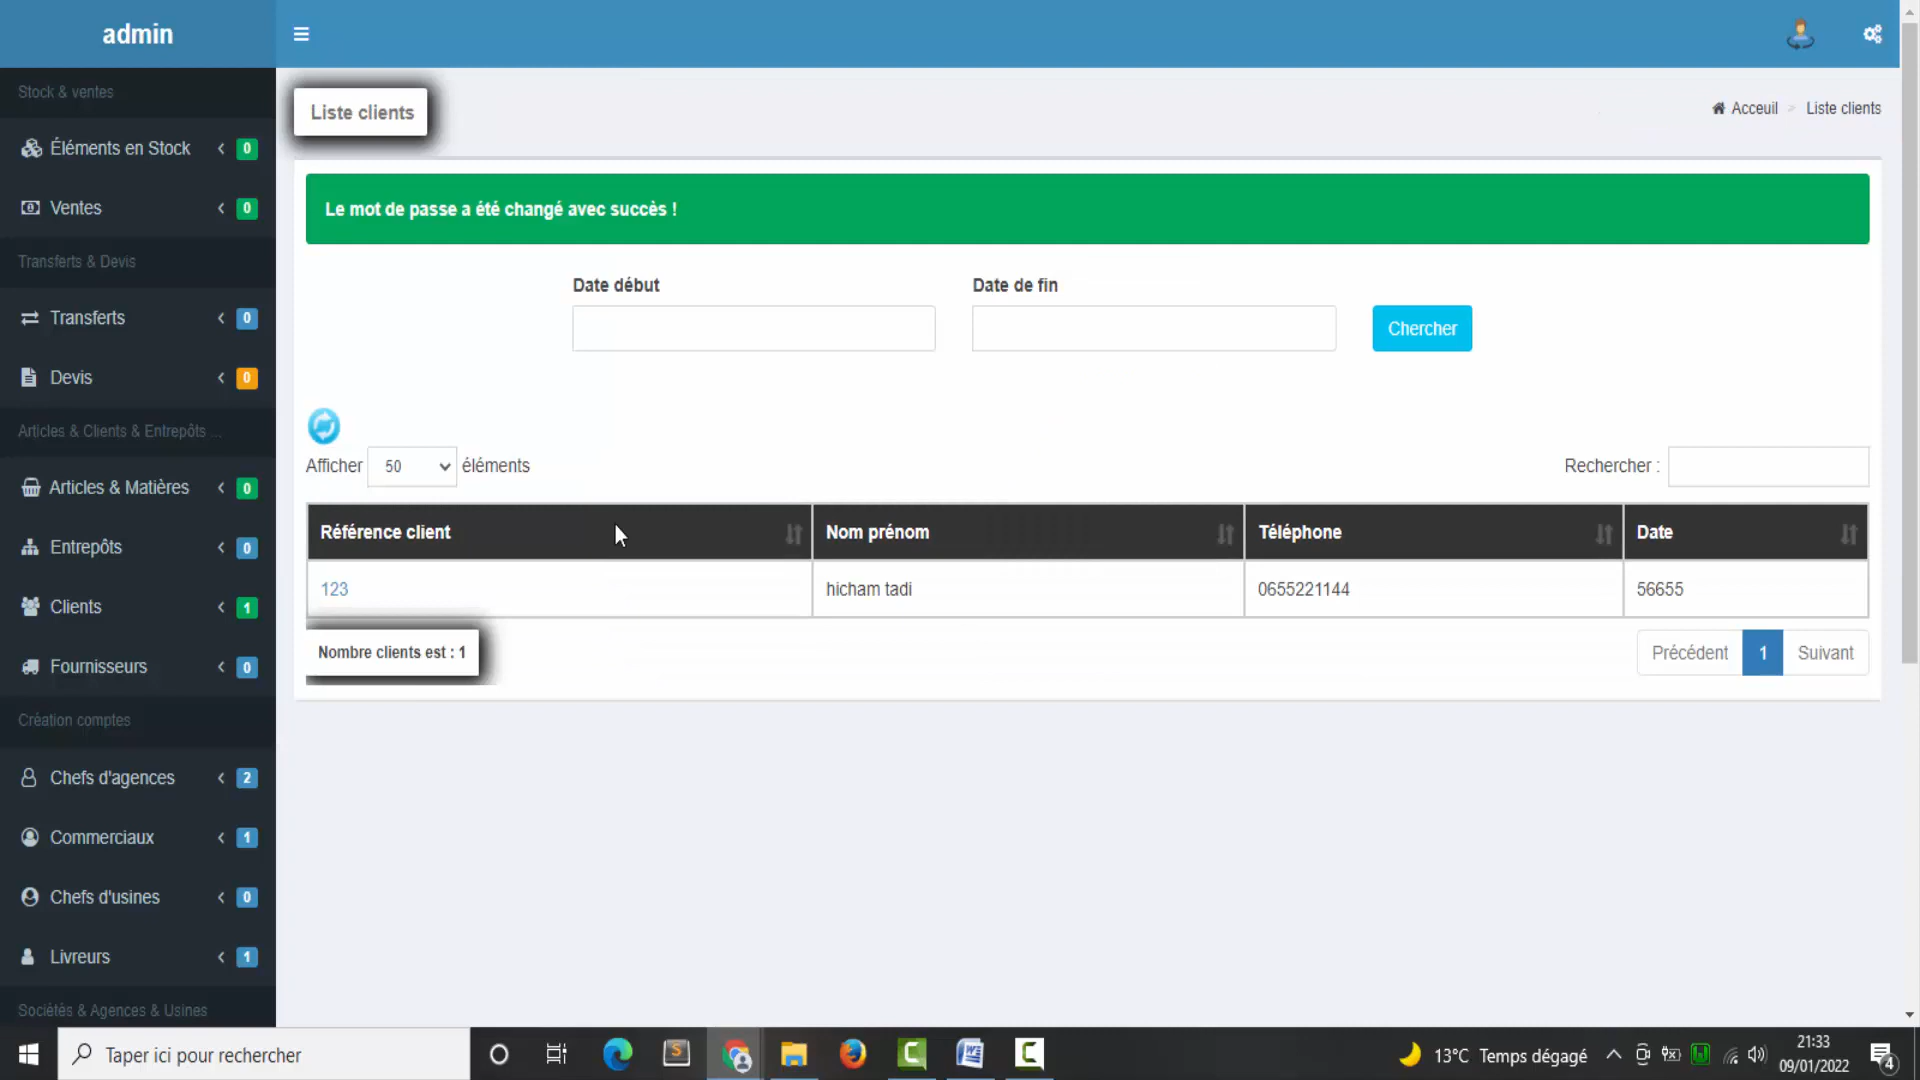 admin
Stock & ventes
Éléments en Stock 0
Ventes 0
Transferts & Devis
Transferts 0
Devis 0
Articles & Clients & Entrepôts ...
Articles & Matières 0
Entrepôts 0
Clients 1
Fournisseurs 0
Création comptes
Chefs d'agences 2
Commerciaux 1
Chefs d'usines 0
Livreurs 1
Sociétés & Agences & Usines
Liste clients
Acceuil > Liste clients
Le mot de passe a été changé avec succès !
Date début Date de fin
Chercher
Afficher 50 éléments Rechercher :
Référence client Nom prénom Téléphone Date
123 hicham tadi 0655221144 56655
Nombre clients est : 1
Précédent 1 Suivant
Taper ici pour rechercher
13°C Temps dégagé
21:33
09/01/2022
4